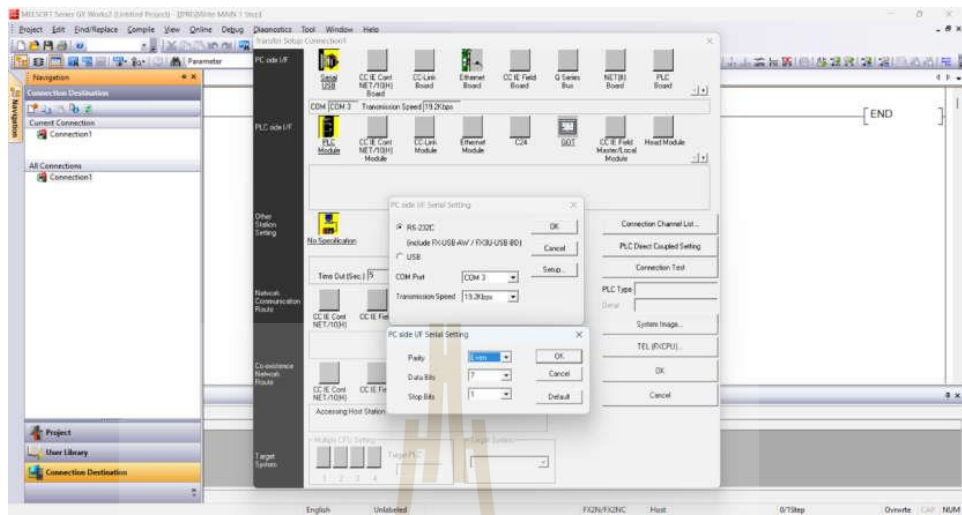 MELSOFT Series GX Works2 (Untitled Project) - [[PRG]Write MAIN 1 Step]
Project Edit Find/Replace Compile View Online Debug Diagnostics Tool Window Help
Parameter
Navigation
Connection Destination
Current Connection
Connection1
All Connections
Connection1
Project
User Library
Connection Destination
Transfer Setup Connection1
PC side I/F
Serial USB
CC IE Cont NET/10(H) Board
CC-Link Board
Ethernet Board
CC IE Field Board
Q Series Bus
NET(II) Board
PLC Board
COM COM 3 Transmission Speed 19.2Kbps
PLC side I/F
PLC Module
CC IE Cont NET/10(H) Module
CC-Link Module
Ethernet Module
C24
GOT
CC IE Field Master/Local Module
Head Module
Other Station Setting
No Specification
Time Out (Sec.) 5
Network Communication Route
CC IE Cont NET/10(H)
CC IE Fie
Co-existence Network Route
CC IE Cont NET/10(H)
CC IE Fie
Accessing Host Station
Target System
Multiple CPU Setting
1 2 3 4
Target PLC
Connection Channel List...
PLC Direct Coupled Setting
Connection Test
PLC Type
Detail
System Image...
TEL (FXCPU)...
OK
Cancel
PC side I/F Serial Setting
RS-232C
(include FX-USB-AW / FX3U-USB-BD)
USB
COM Port COM 3
Transmission Speed 19.2Kbps
OK
Cancel
Setup...
PC side I/F Serial Setting
Parity Even
Data Bits 7
Stop Bits 1
OK
Cancel
Default
END
English Unlabeled FX2N/FX2NC Host 0/1Step Overwrite CAP NUM